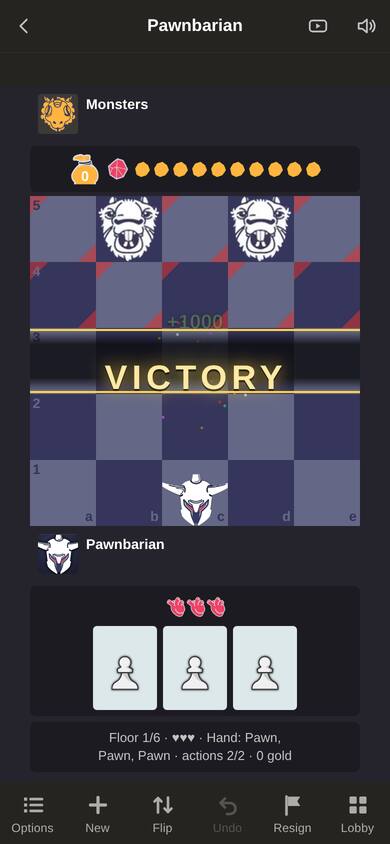 Pawnbarian
Monsters
0
5
4
+1000
3
VICTORY
2
1
a b c d e
Pawnbarian
Floor 1/6 · ♥♥♥ · Hand: Pawn,
Pawn, Pawn · actions 2/2 · 0 gold
Options New Flip Undo Resign Lobby